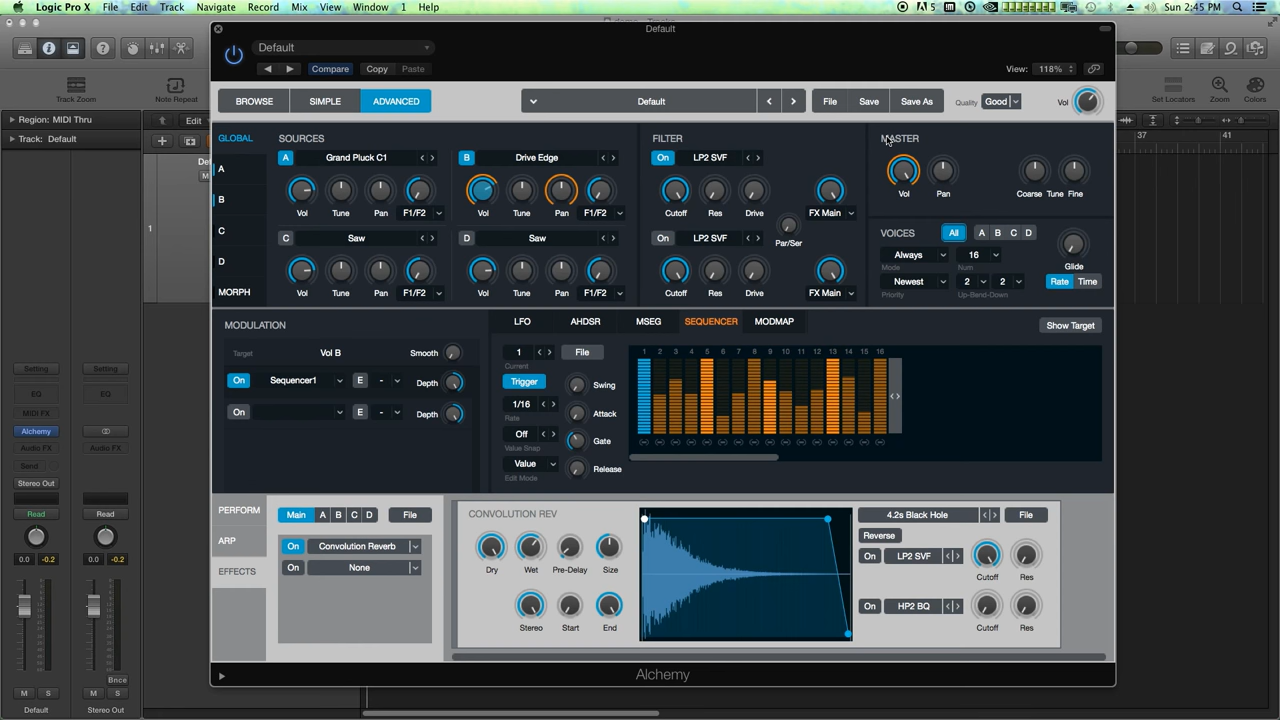 Logic Pro X File Edit Track Navigate Record Mix View Window 1 Help
5 Sun 2:45 PM
Default
Default
Compare Copy Paste View: 118%
Track Zoom Note Repeat Set Locators Zoom Colors
BROWSE SIMPLE ADVANCED Default File Save Save As Quality Good Vol
Region: MIDI Thru
Edit
Track: Default
37 41
GLOBAL SOURCES FILTER MASTER
A
B
C
D
MORPH
A Grand Pluck C1 B Drive Edge On LP2 SVF
Vol Tune Pan F1/F2 Vol Tune Pan F1/F2 Cutoff Res Drive FX Main
Vol Pan Coarse Tune Fine
Par/Ser
C Saw D Saw On LP2 SVF
Vol Tune Pan F1/F2 Vol Tune Pan F1/F2 Cutoff Res Drive FX Main
VOICES All A B C D
Always 16
Mode Num Glide
Newest 2 2 Rate Time
Priority Up-Bend-Down
1
MODULATION LFO AHDSR MSEG SEQUENCER MODMAP Show Target
Target Vol B Smooth
On Sequencer1 E - Depth
On E - Depth
1 File
Current
Trigger Swing
1/16 Attack
Rate
Off Gate
Value Snap
Value Release
Edit Mode
1 2 3 4 5 6 7 8 9 10 11 12 13 14 15 16
PERFORM
ARP
EFFECTS
Main A B C D File
On Convolution Reverb
On None
CONVOLUTION REV
Dry Wet Pre-Delay Size
Stereo Start End
4.2s Black Hole File
Reverse
On LP2 SVF Cutoff Res
On HP2 BQ Cutoff Res
Alchemy
Setting Setting
EQ EQ
MIDI FX
Alchemy
Audio FX Audio FX
Send
Stereo Out
Read Read
0.0 -0.2 0.0 -0.2
Bnce
M S M S
Default Stereo Out